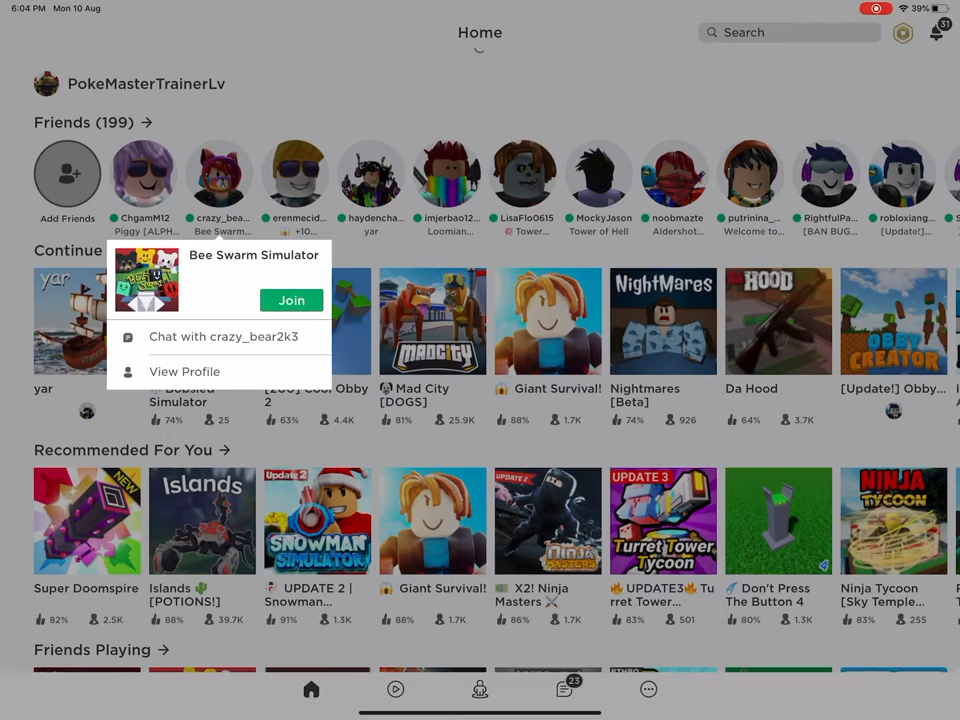 6:04 PM Mon 10 Aug
39%
Home
Search
31
PokeMasterTrainerLv
Friends (199) →
Add Friends
ChgamM12
Piggy [ALPH...
crazy_bea...
Bee Swarm...
erenmecid...
+10...
haydencha...
yar
imjerbao12...
Loomian...
LisaFlo0615
Tower...
MockyJason
Tower of Hell
noobmazte
Aldershot...
putrinina_...
Welcome to...
RightfulPa...
[BAN BUG...
robloxiang...
[Update!]...
Continue
Bee Swarm Simulator
Join
Chat with crazy_bear2k3
View Profile
yar
MADCITY
NightMares
DA HOOD
OBBY
CREATOR
yar
Simulator
74% 25
Obby
2
63% 4.4K
Mad City
[DOGS]
81% 25.9K
Giant Survival!
88% 1.7K
Nightmares
[Beta]
74% 926
Da Hood
64% 3.7K
[Update!] Obby...
Recommended For You →
NEW
Islands
Update 2
SNOWMAN
SIMULATOR
UPDATE 2
NINJA
MASTERS
UPDATE 3
Turret Tower
Tycoon
4
NINJA
TYCOON
Super Doomspire
82% 2.5K
Islands
[POTIONS!]
88% 39.7K
UPDATE 2 |
Snowman...
91% 1.3K
Giant Survival!
88% 1.7K
X2! Ninja
Masters
86% 1.7K
UPDATE3 Tu
rret Tower...
83% 501
Don't Press
The Button 4
80% 1.3K
Ninja Tycoon
[Sky Temple...
83% 255
Friends Playing →
23